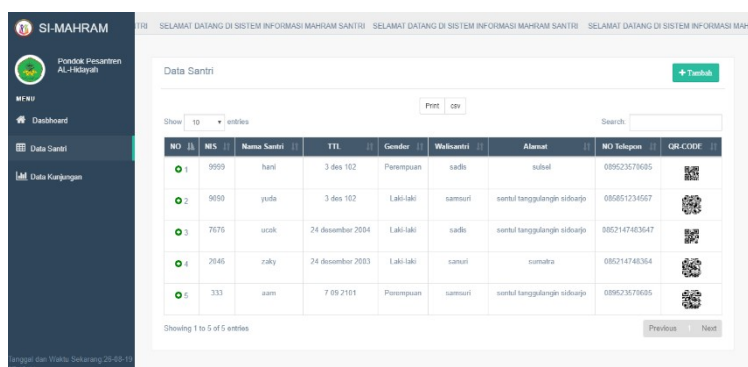 SI-MAHRAM
TRI SELAMAT DATANG DI SISTEM INFORMASI MAHRAM SANTRI SELAMAT DATANG DI SISTEM INFORMASI MAHRAM SANTRI SELAMAT DATANG DI SISTEM INFORMASI MAH
Pondok Pesantren
AL-Hidayah
MENU
Dasbhoard
Data Santri
Data Kunjungan
Data Santri
+ Tambah
Print csv
Show 10 entries Search:
NO NIS Nama Santri TTL Gender Walisantri Alamat NO Telepon QR-CODE
1 9999 hani 3 des 102 Perempuan sadis sulsel 089523570605
2 9090 yuda 3 des 102 Laki-laki samsuri sentul tanggulangin sidoarjo 085851234567
3 7676 ucok 24 desember 2004 Laki-laki sadis sentul tanggulangin sidoarjo 0852147483647
4 2046 zaky 24 desember 2003 Laki-laki sanuri sumatra 085214748364
5 333 aam 7 09 2101 Perempuan samsuri sentul tanggulangin sidoarjo 089523570605
Showing 1 to 5 of 5 entries
Previous 1 Next
Tanggal dan Waktu Sekarang 26-08-19